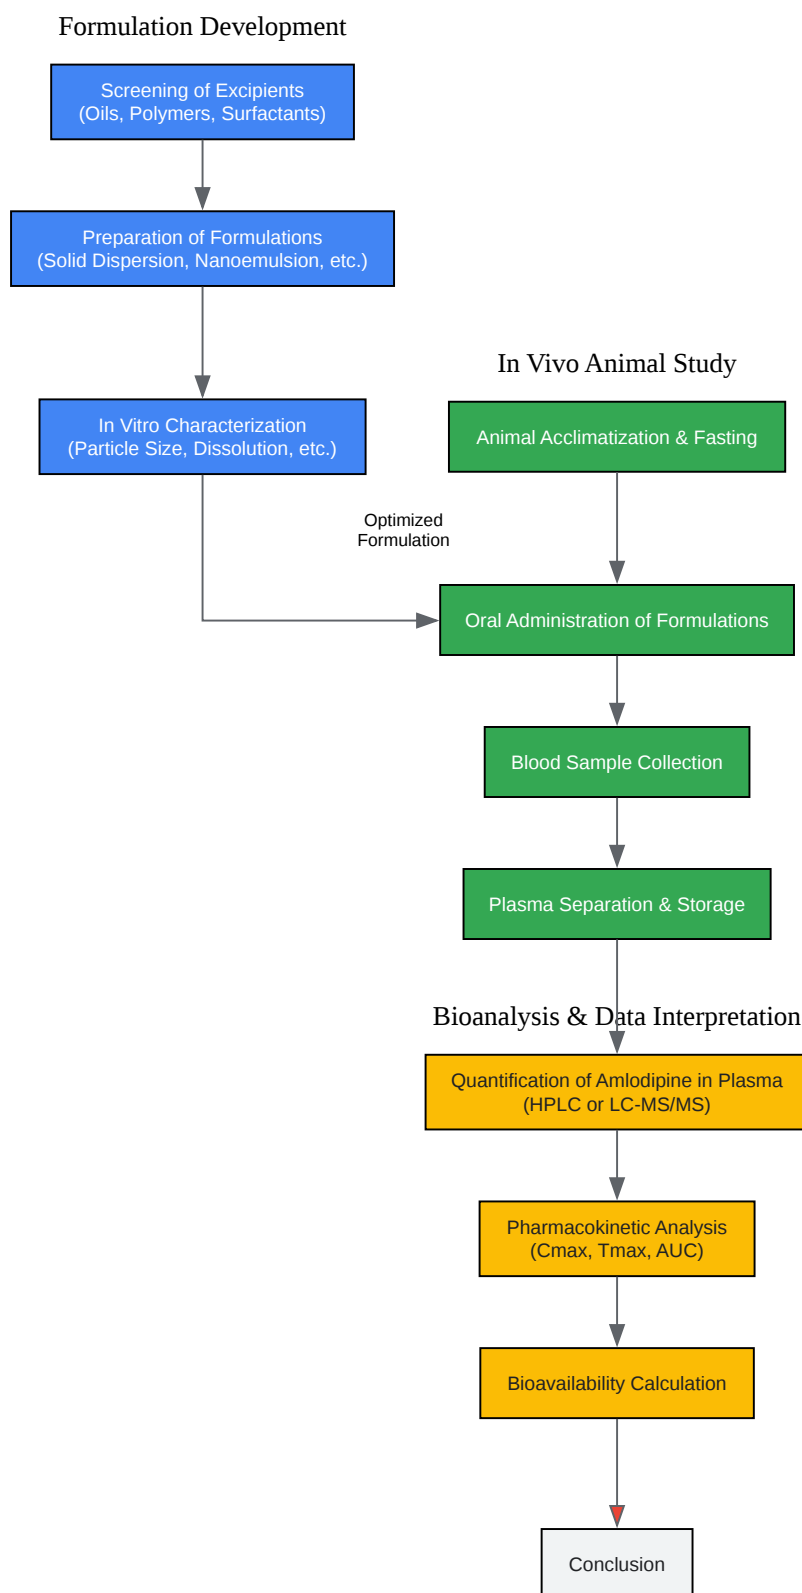 Formulation Development
Screening of Excipients
(Oils, Polymers, Surfactants)
Preparation of Formulations
(Solid Dispersion, Nanoemulsion, etc.)
In Vitro Characterization
(Particle Size, Dissolution, etc.)
Optimized
Formulation
In Vivo Animal Study
Animal Acclimatization & Fasting
Oral Administration of Formulations
Blood Sample Collection
Plasma Separation & Storage
Bioanalysis & Data Interpretation
Quantification of Amlodipine in Plasma
(HPLC or LC-MS/MS)
Pharmacokinetic Analysis
(Cmax, Tmax, AUC)
Bioavailability Calculation
Conclusion